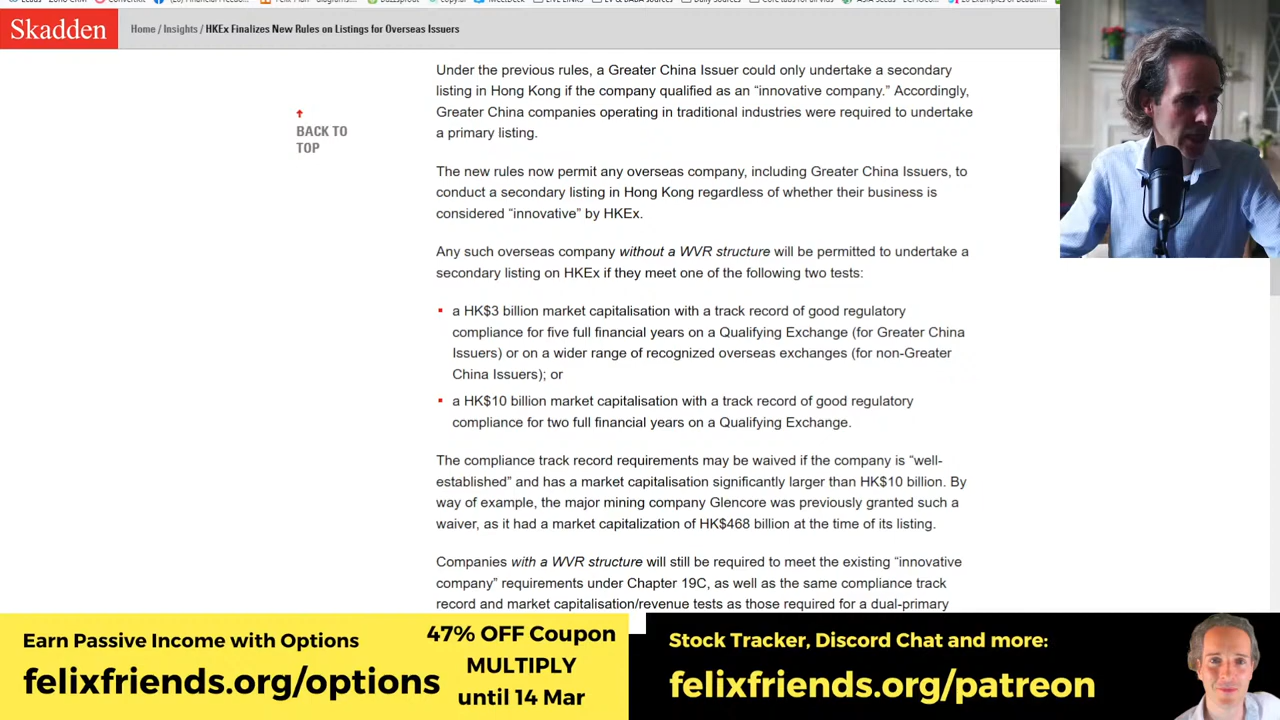 Skadden
Home / Insights / HKEx Finalizes New Rules on Listings for Overseas Issuers
BACK TO
TOP
Under the previous rules, a Greater China Issuer could only undertake a secondary
listing in Hong Kong if the company qualified as an “innovative company.” Accordingly,
Greater China companies operating in traditional industries were required to undertake
a primary listing.
The new rules now permit any overseas company, including Greater China Issuers, to
conduct a secondary listing in Hong Kong regardless of whether their business is
considered “innovative” by HKEx.
Any such overseas company without a WVR structure will be permitted to undertake a
secondary listing on HKEx if they meet one of the following two tests:
a HK$3 billion market capitalisation with a track record of good regulatory
compliance for five full financial years on a Qualifying Exchange (for Greater China
Issuers) or on a wider range of recognized overseas exchanges (for non-Greater
China Issuers); or
a HK$10 billion market capitalisation with a track record of good regulatory
compliance for two full financial years on a Qualifying Exchange.
The compliance track record requirements may be waived if the company is “well-
established” and has a market capitalisation significantly larger than HK$10 billion. By
way of example, the major mining company Glencore was previously granted such a
waiver, as it had a market capitalization of HK$468 billion at the time of its listing.
Companies with a WVR structure will still be required to meet the existing “innovative
company” requirements under Chapter 19C, as well as the same compliance track
record and market capitalisation/revenue tests as those required for a dual-primary
Earn Passive Income with Options
felixfriends.org/options
47% OFF Coupon
MULTIPLY
until 14 Mar
Stock Tracker, Discord Chat and more:
felixfriends.org/patreon